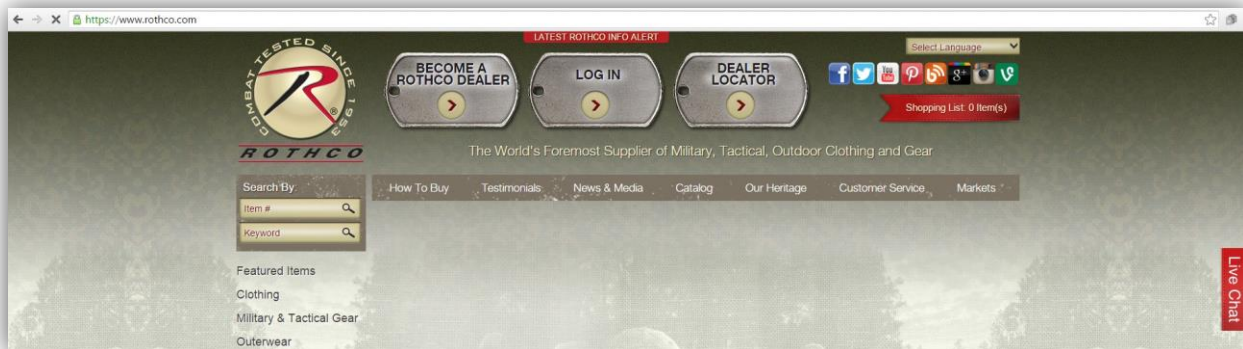 https://www.rothco.com
LATEST ROTHCO INFO ALERT
COMBAT TESTED SINCE 1953
R
®
ROTHCO
BECOME A
ROTHCO DEALER
LOG IN
DEALER
LOCATOR
Select Language
You
Tube
g+
Shopping List: 0 Item(s)
The World's Foremost Supplier of Military, Tactical, Outdoor Clothing and Gear
Search By:
How To Buy Testimonials News & Media Catalog Our Heritage Customer Service Markets
Item #
Keyword
Featured Items
Clothing
Military & Tactical Gear
Outerwear
Live Chat